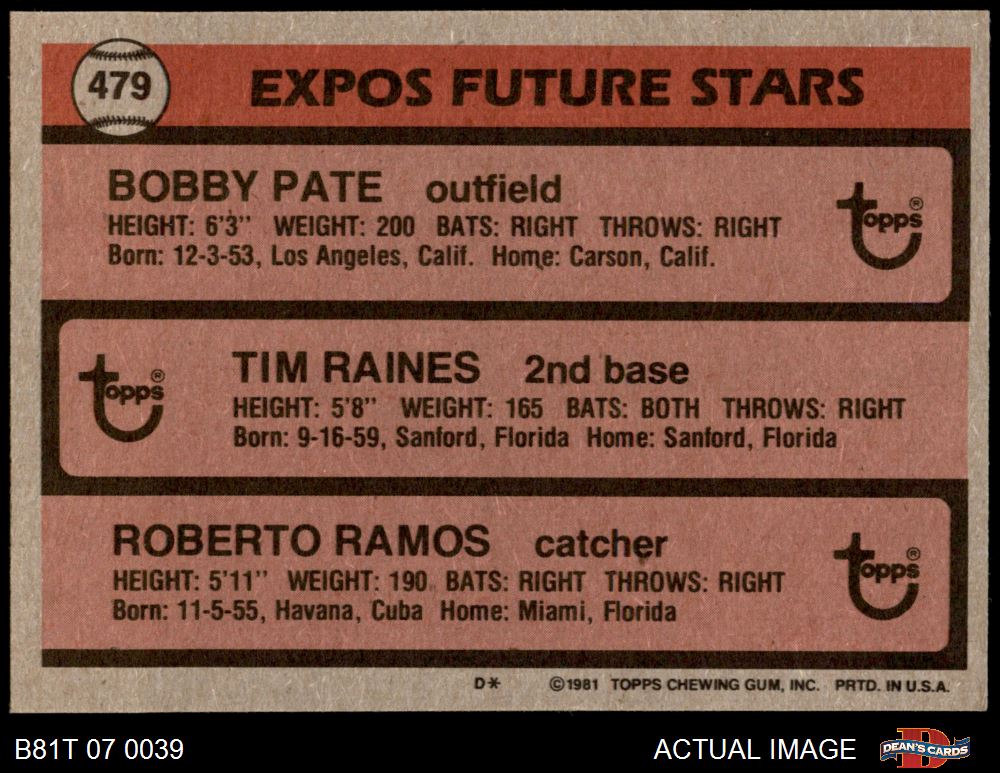 479
EXPOS FUTURE STARS
BOBBY PATE outfield
HEIGHT: 6'3" WEIGHT: 200 BATS: RIGHT THROWS: RIGHT
Born: 12-3-53, Los Angeles, Calif. Home: Carson, Calif.
topps®
TIM RAINES 2nd base
HEIGHT: 5'8" WEIGHT: 165 BATS: BOTH THROWS: RIGHT
Born: 9-16-59, Sanford, Florida Home: Sanford, Florida
topps®
ROBERTO RAMOS catcher
HEIGHT: 5'11" WEIGHT: 190 BATS: RIGHT THROWS: RIGHT
Born: 11-5-55, Havana, Cuba Home: Miami, Florida
topps®
D* ©1981 TOPPS CHEWING GUM, INC. PRTD. IN U.S.A.
B81T 07 0039 ACTUAL IMAGE
DEAN'S CARDS